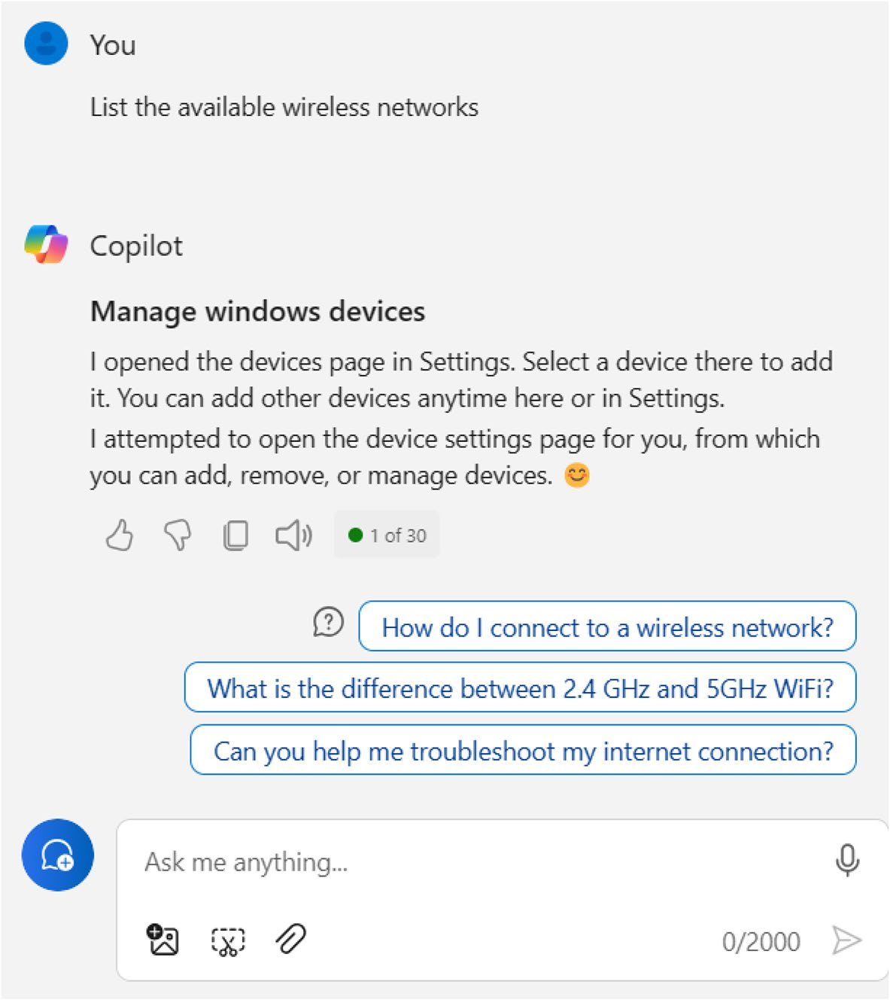 You
List the available wireless networks
Copilot
Manage windows devices
I opened the devices page in Settings. Select a device there to add
it. You can add other devices anytime here or in Settings.
I attempted to open the device settings page for you, from which
you can add, remove, or manage devices. 😊
1 of 30
How do I connect to a wireless network?
What is the difference between 2.4 GHz and 5GHz WiFi?
Can you help me troubleshoot my internet connection?
Ask me anything...
0/2000